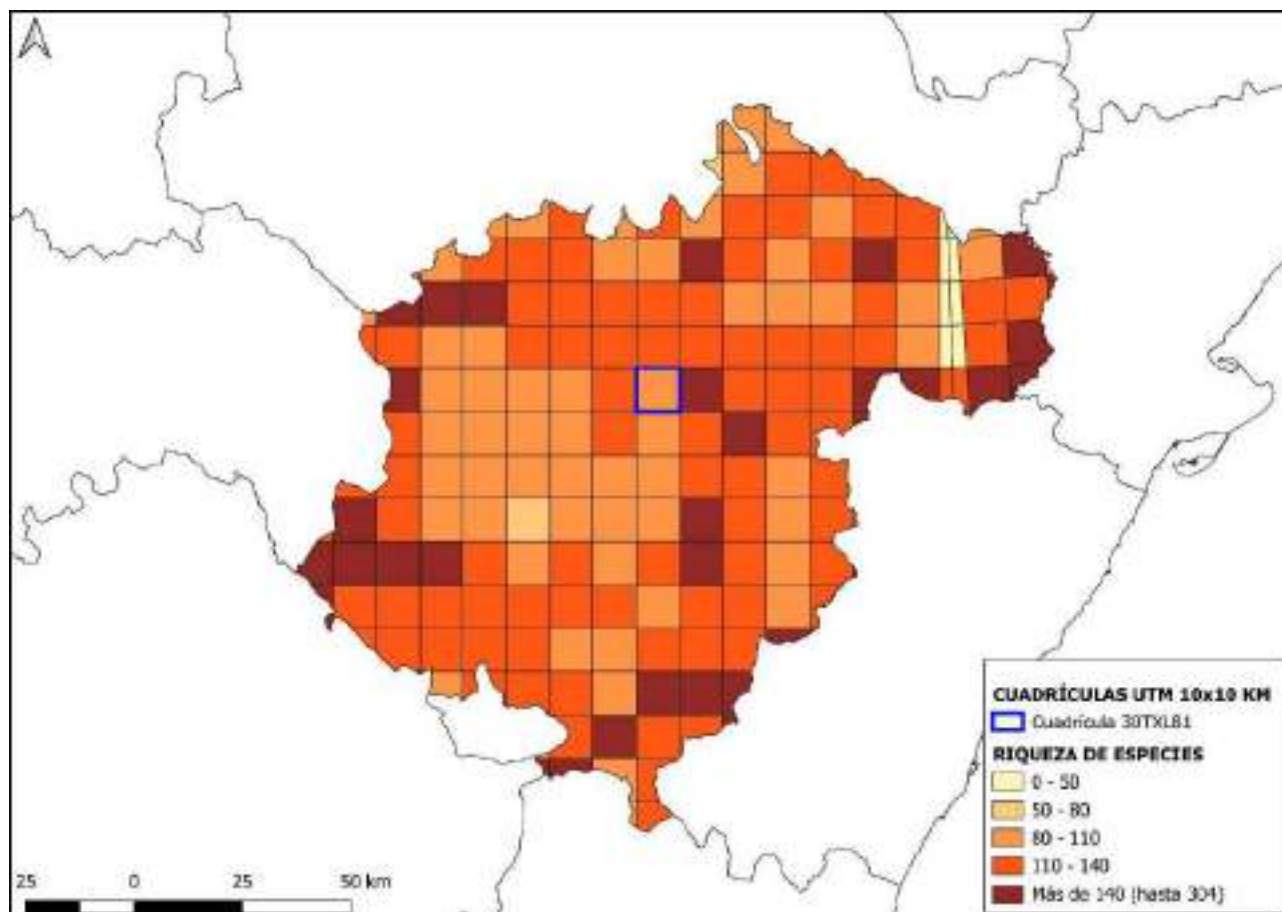 CUADRÍCULAS UTM 10x10 KM
Cuadrícula 30TXL81
RIQUEZA DE ESPECIES
0 - 50
50 - 80
80 - 110
110 - 140
Más de 140 (hasta 304)
25 0 25 50 km